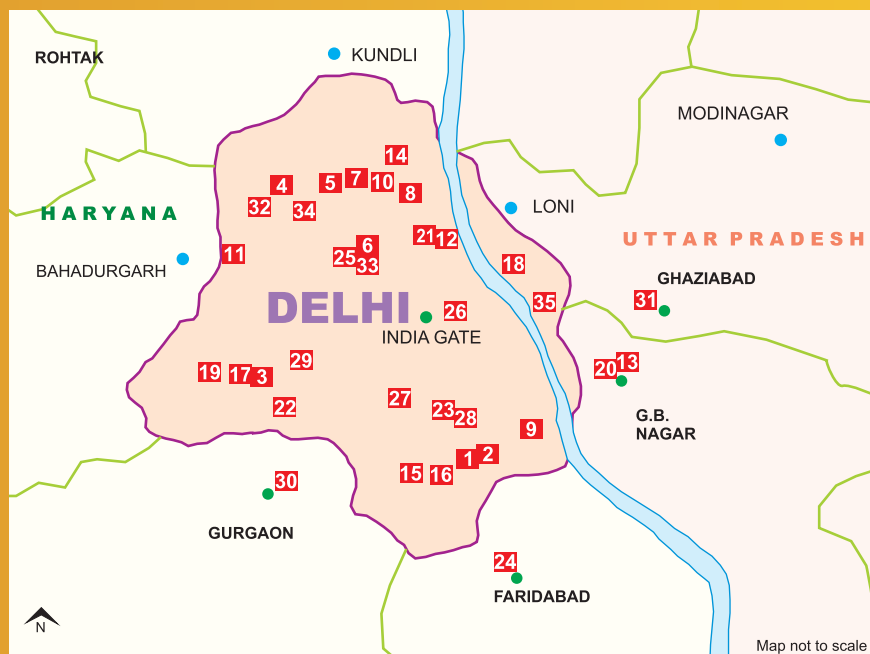 KUNDLI
ROHTAK
MODINAGAR
14
4
5
7
10
8
32
34
LONI
HARYANA
21
12
UTTAR PRADESH
6
11
25
33
18
BAHADURGARH
GHAZIABAD
31
35
DELHI
26
INDIA GATE
29
13
20
19
17
3
27
22
23
28
G.B.
NAGAR
9
2
1
15
16
30
GURGAON
24
FARIDABAD
N
Map not to scale